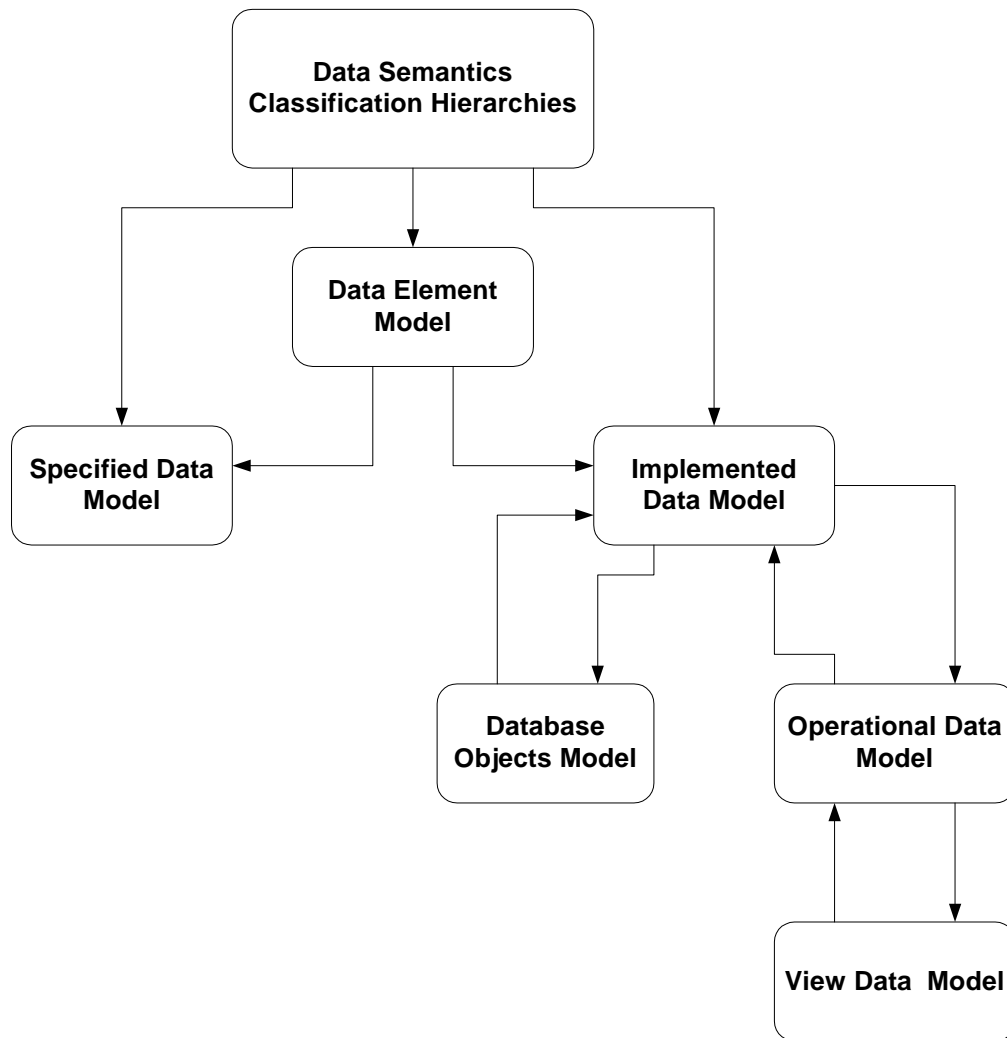 Data Semantics
Classification Hierarchies
Data Element
Model
Specified Data
Model
Implemented
Data Model
Database
Objects Model
Operational Data
Model
View Data  Model